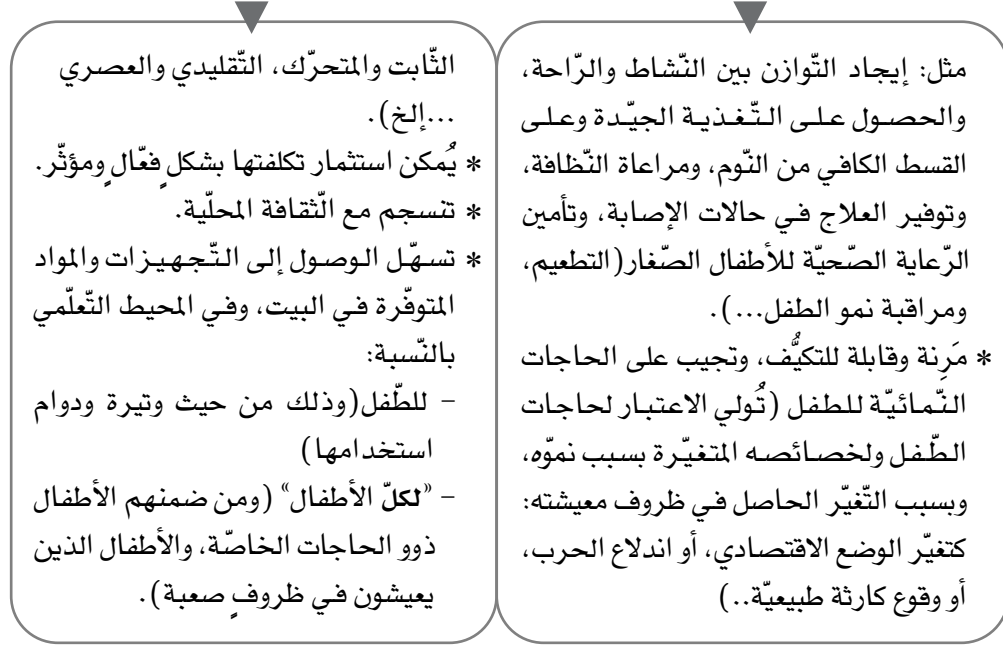 مثل: إيجاد التّوازن بين النّشاط والرّاحة،
والحصول على التّغذية الجيّدة وعلى
القسط الكافي من النّوم، ومراعاة النّظافة،
وتوفير العلاج في حالات الإصابة، وتأمين
الرّعاية الصّحيّة للأطفال الصّغار(التطعيم،
ومراقبة نمو الطفل...).
* مَرِنة وقابلة للتكيُّف، وتجيب على الحاجات
النّمائيّة للطفل (تُولي الاعتبار لحاجات
الطّفل ولخصائصه المتغيّرة بسبب نموّه،
وبسبب التّغيّر الحاصل في ظروف معيشته:
كتغيّر الوضع الاقتصادي، أو اندلاع الحرب،
أو وقوع كارثة طبيعيّة..)
الثّابت والمتحرّك، التّقليدي والعصري
...إلخ).
* يُمكن استثمار تكلفتها بشكلٍ فعّالٍ ومؤثّر.
* تنسجم مع الثّقافة المحلّية.
* تسهّل الوصول إلى التّجهيزات والمواد
المتوفّرة في البيت، وفي المحيط التّعلّمي
بالنّسبة:
- للطّفل(وذلك من حيث وتيرة ودوام
استخدامها)
- "لكلّ الأطفال" (ومن ضمنهم الأطفال
ذوو الحاجات الخاصّة، والأطفال الذين
يعيشون في ظروفٍ صعبة).